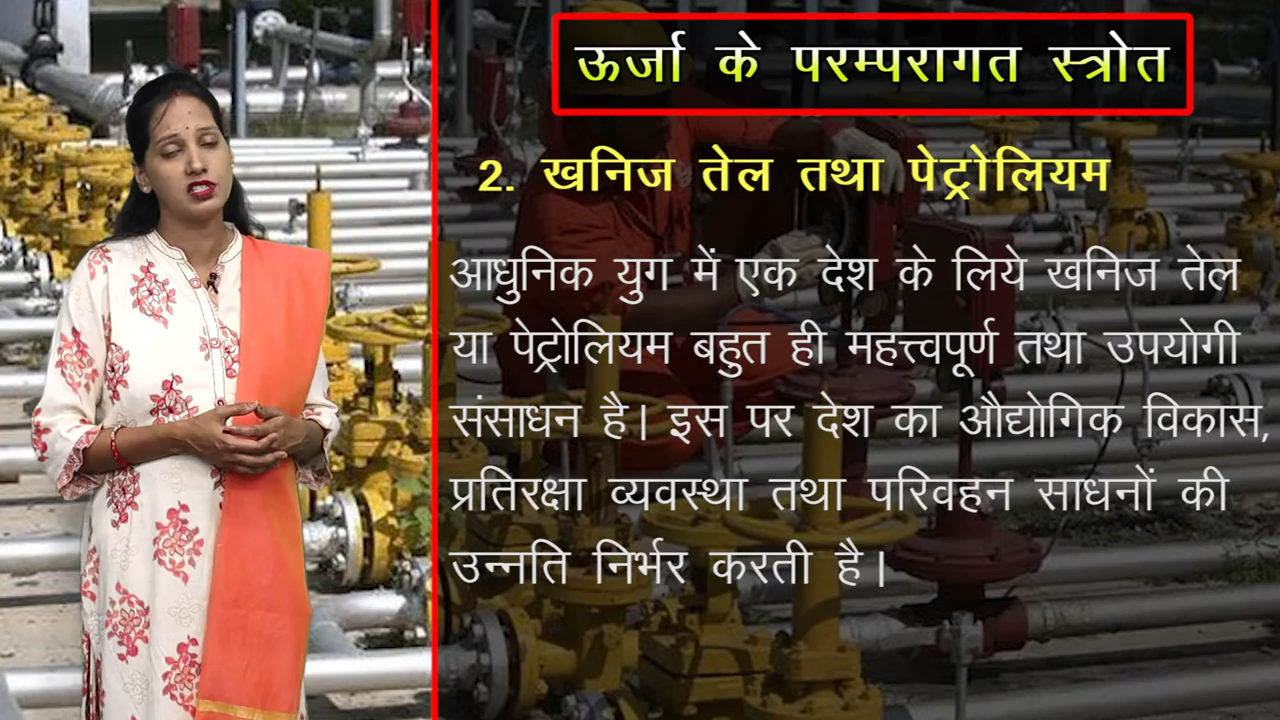 ऊर्जा के परम्परागत स्त्रोत
2. खनिज तेल तथा पेट्रोलियम
आधुनिक युग में एक देश के लिये खनिज तेल
या पेट्रोलियम बहुत ही महत्त्वपूर्ण तथा उपयोगी
संसाधन है। इस पर देश का औद्योगिक विकास,
प्रतिरक्षा व्यवस्था तथा परिवहन साधनों की
उन्नति निर्भर करती है।